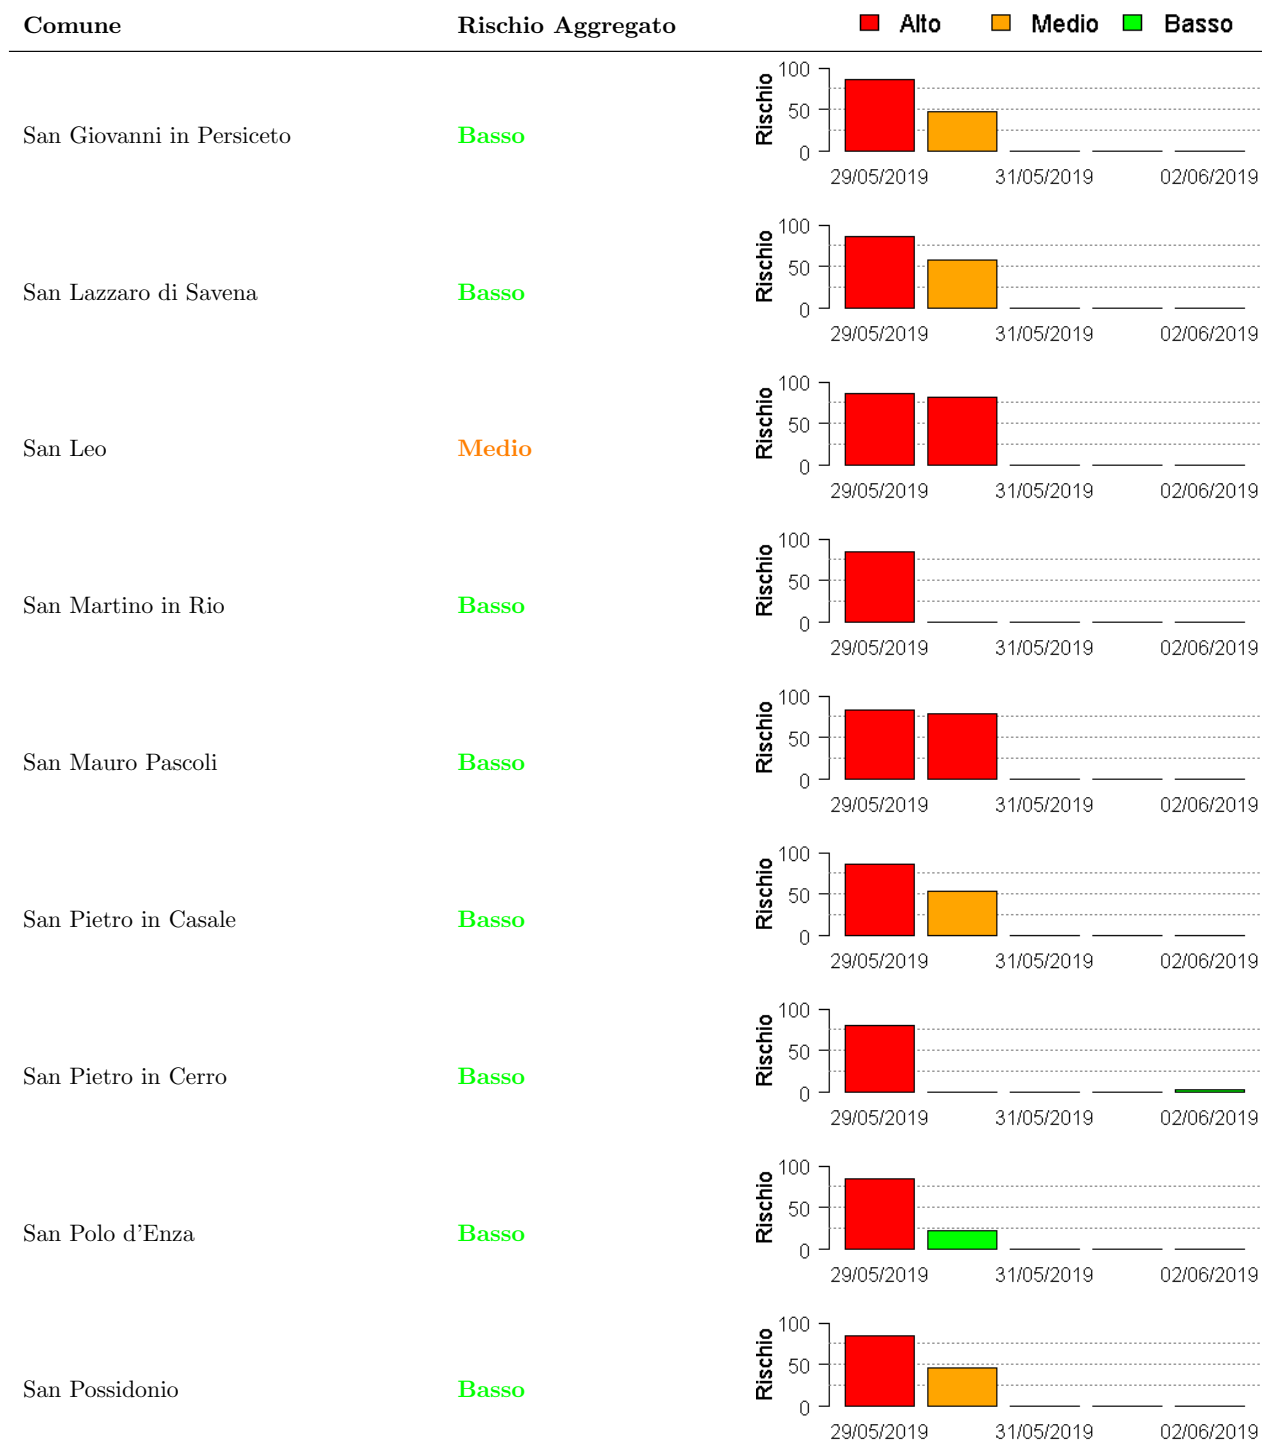 Comune Rischio Aggregato Alto Medio Basso
San Giovanni in Persiceto Basso Rischio 100 50 0
29/05/2019 31/05/2019 02/06/2019
San Lazzaro di Savena Basso Rischio 100 50 0
29/05/2019 31/05/2019 02/06/2019
San Leo Medio Rischio 100 50 0
29/05/2019 31/05/2019 02/06/2019
San Martino in Rio Basso Rischio 100 50 0
29/05/2019 31/05/2019 02/06/2019
San Mauro Pascoli Basso Rischio 100 50 0
29/05/2019 31/05/2019 02/06/2019
San Pietro in Casale Basso Rischio 100 50 0
29/05/2019 31/05/2019 02/06/2019
San Pietro in Cerro Basso Rischio 100 50 0
29/05/2019 31/05/2019 02/06/2019
San Polo d'Enza Basso Rischio 100 50 0
29/05/2019 31/05/2019 02/06/2019
San Possidonio Basso Rischio 100 50 0
29/05/2019 31/05/2019 02/06/2019